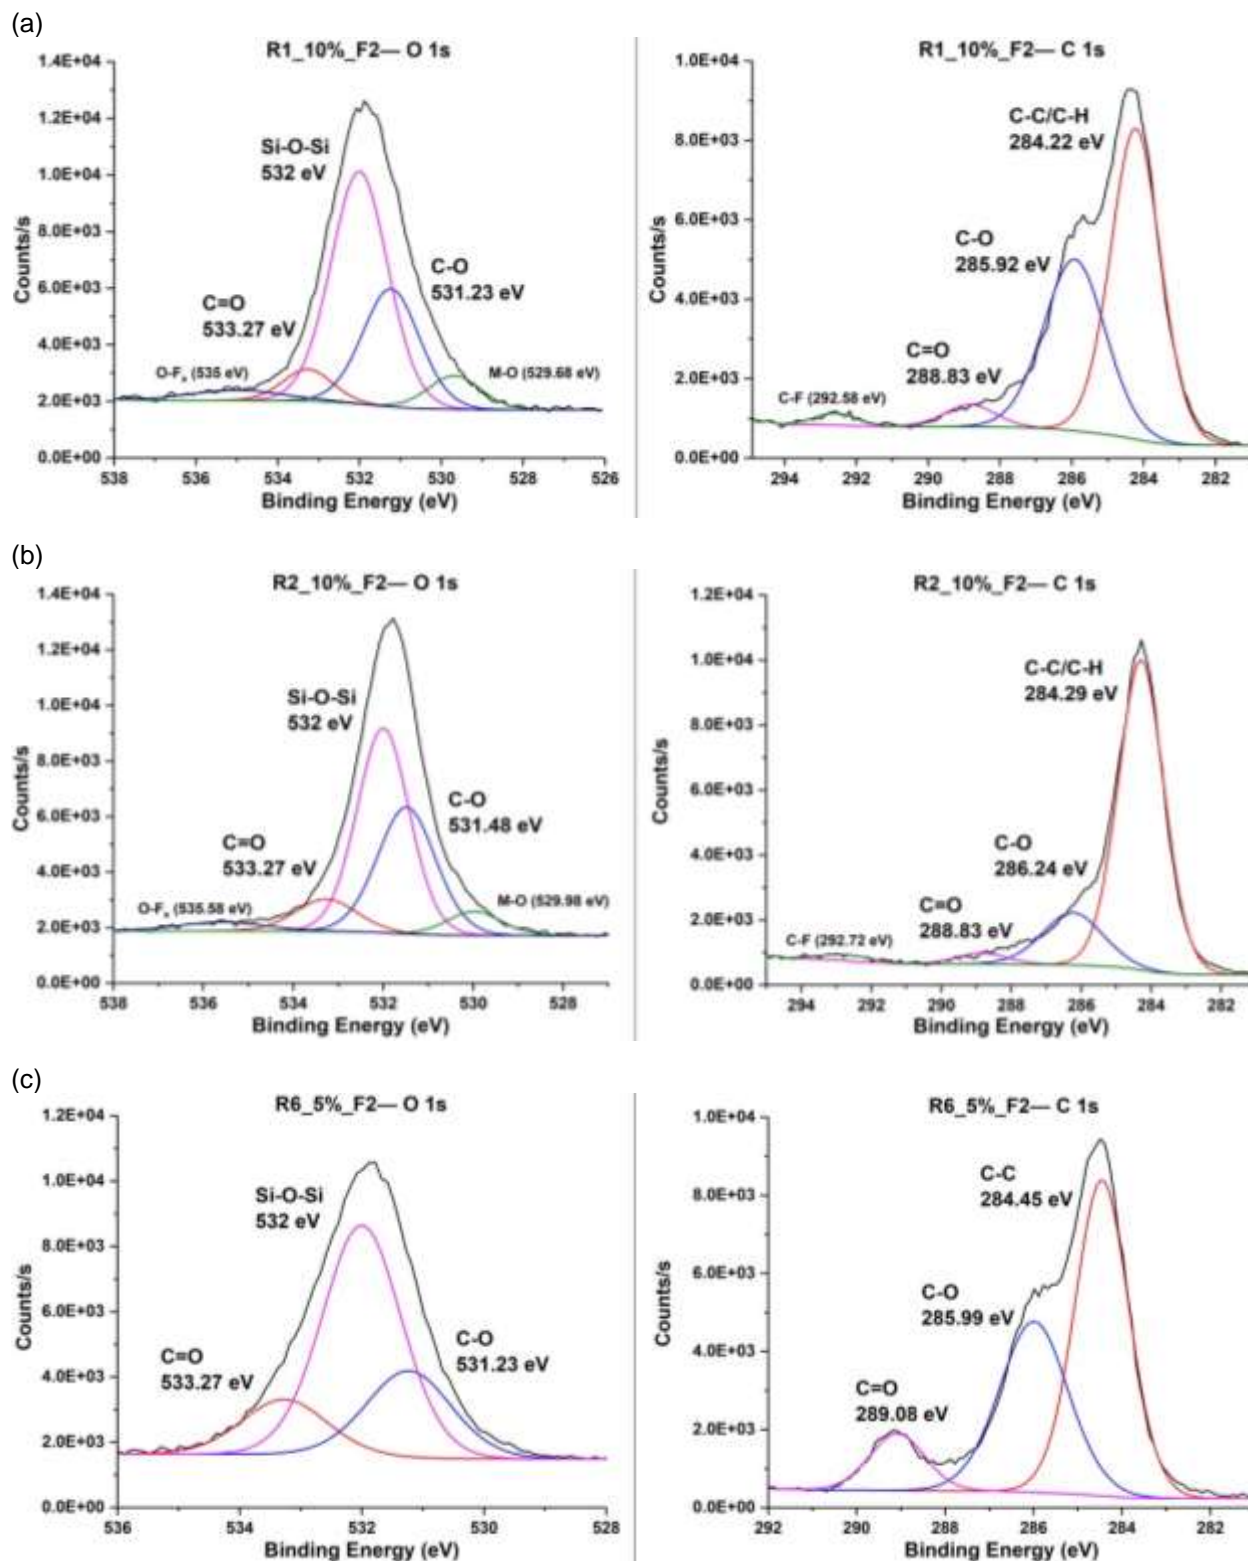 (a)
R1_10%_F2— O 1s
1.4E+04
1.2E+04
1.0E+04
8.0E+03
6.0E+03
4.0E+03
2.0E+03
0.0E+00
Counts/s
Si-O-Si
532 eV
C-O
531.23 eV
C=O
533.27 eV
O-Fx (535 eV)
M-O (529.68 eV)
538 536 534 532 530 528 526
Binding Energy (eV)
R1_10%_F2— C 1s
1.0E+04
8.0E+03
6.0E+03
4.0E+03
2.0E+03
0.0E+00
Counts/s
C-C/C-H
284.22 eV
C-O
285.92 eV
C=O
288.83 eV
C-F (292.58 eV)
294 292 290 288 286 284 282
Binding Energy (eV)
(b)
R2_10%_F2— O 1s
1.4E+04
1.2E+04
1.0E+04
8.0E+03
6.0E+03
4.0E+03
2.0E+03
0.0E+00
Counts/s
Si-O-Si
532 eV
C-O
531.48 eV
C=O
533.27 eV
O-Fx (535.58 eV)
M-O (529.98 eV)
538 536 534 532 530 528
Binding Energy (eV)
R2_10%_F2— C 1s
1.2E+04
1.0E+04
8.0E+03
6.0E+03
4.0E+03
2.0E+03
0.0E+00
Counts/s
C-C/C-H
284.29 eV
C-O
286.24 eV
C=O
288.83 eV
C-F (292.72 eV)
294 292 290 288 286 284 282
Binding Energy (eV)
(c)
R6_5%_F2— O 1s
1.2E+04
1.0E+04
8.0E+03
6.0E+03
4.0E+03
2.0E+03
0.0E+00
Counts/s
Si-O-Si
532 eV
C=O
533.27 eV
C-O
531.23 eV
536 534 532 530 528
Binding Energy (eV)
R6_5%_F2— C 1s
1.0E+04
8.0E+03
6.0E+03
4.0E+03
2.0E+03
0.0E+00
Counts/s
C-C
284.45 eV
C-O
285.99 eV
C=O
289.08 eV
292 290 288 286 284 282
Binding Energy (eV)